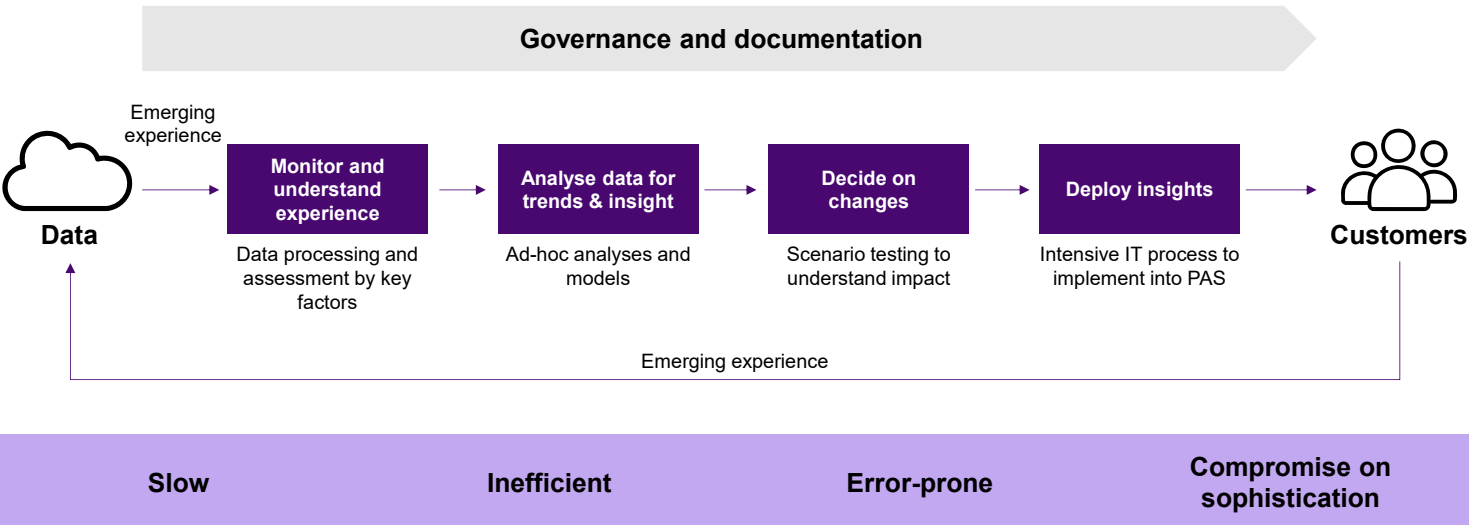 Governance and documentation
Emerging
experience
Data
Monitor and
understand
experience
Data processing and
assessment by key
factors
Analyse data for
trends & insight
Ad-hoc analyses and
models
Decide on
changes
Scenario testing to
understand impact
Deploy insights
Intensive IT process to
implement into PAS
Customers
Emerging experience
Slow
Inefficient
Error-prone
Compromise on
sophistication